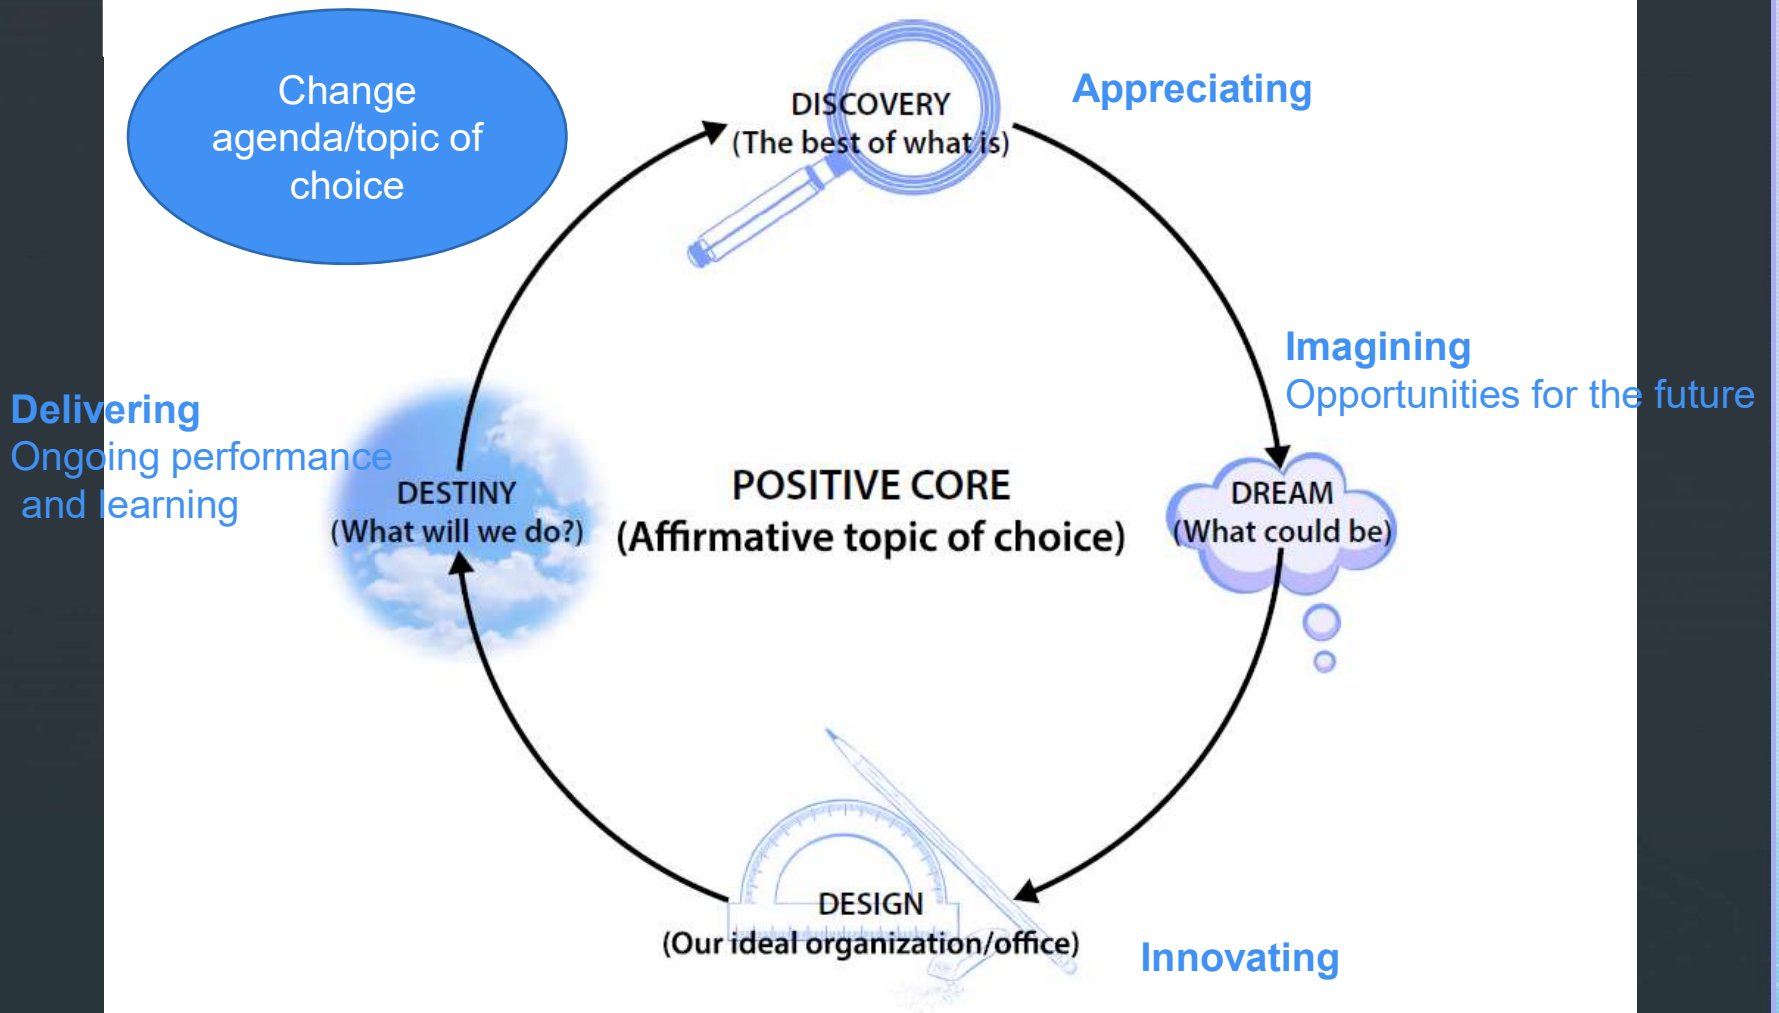 Change
agenda/topic of
choice
DISCOVERY
(The best of what is)
Appreciating
Imagining
Opportunities for the future
Delivering
Ongoing performance
and learning
DESTINY
(What will we do?)
POSITIVE CORE
(Affirmative topic of choice)
DREAM
(What could be)
DESIGN
(Our ideal organization/office)
Innovating